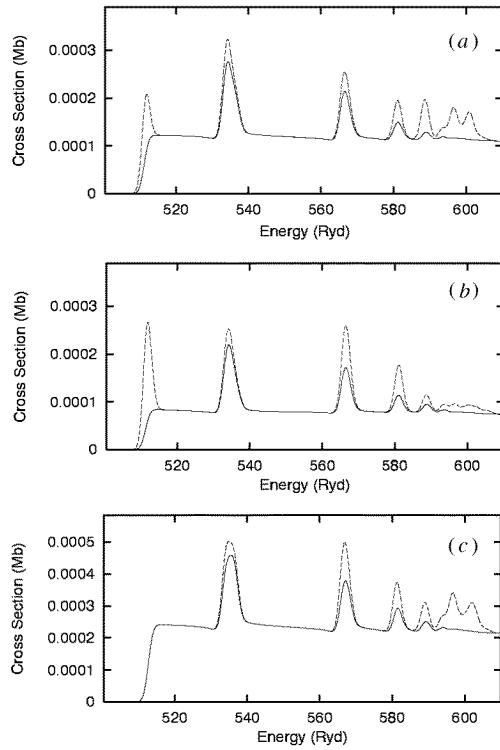 (a)
Cross Section (Mb)
0.0003
0.0002
0.0001
0
520 540 560 580 600
Energy (Ryd)
(b)
Cross Section (Mb)
0.0003
0.0002
0.0001
0
520 540 560 580 600
Energy (Ryd)
(c)
Cross Section (Mb)
0.0005
0.0004
0.0003
0.0002
0.0001
0
520 540 560 580 600
Energy (Ryd)